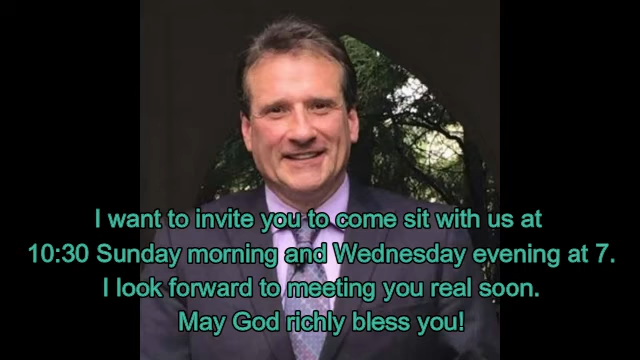 I want to invite you to come sit with us at
10:30 Sunday morning and Wednesday evening at 7.
I look forward to meeting you real soon.
May God richly bless you!